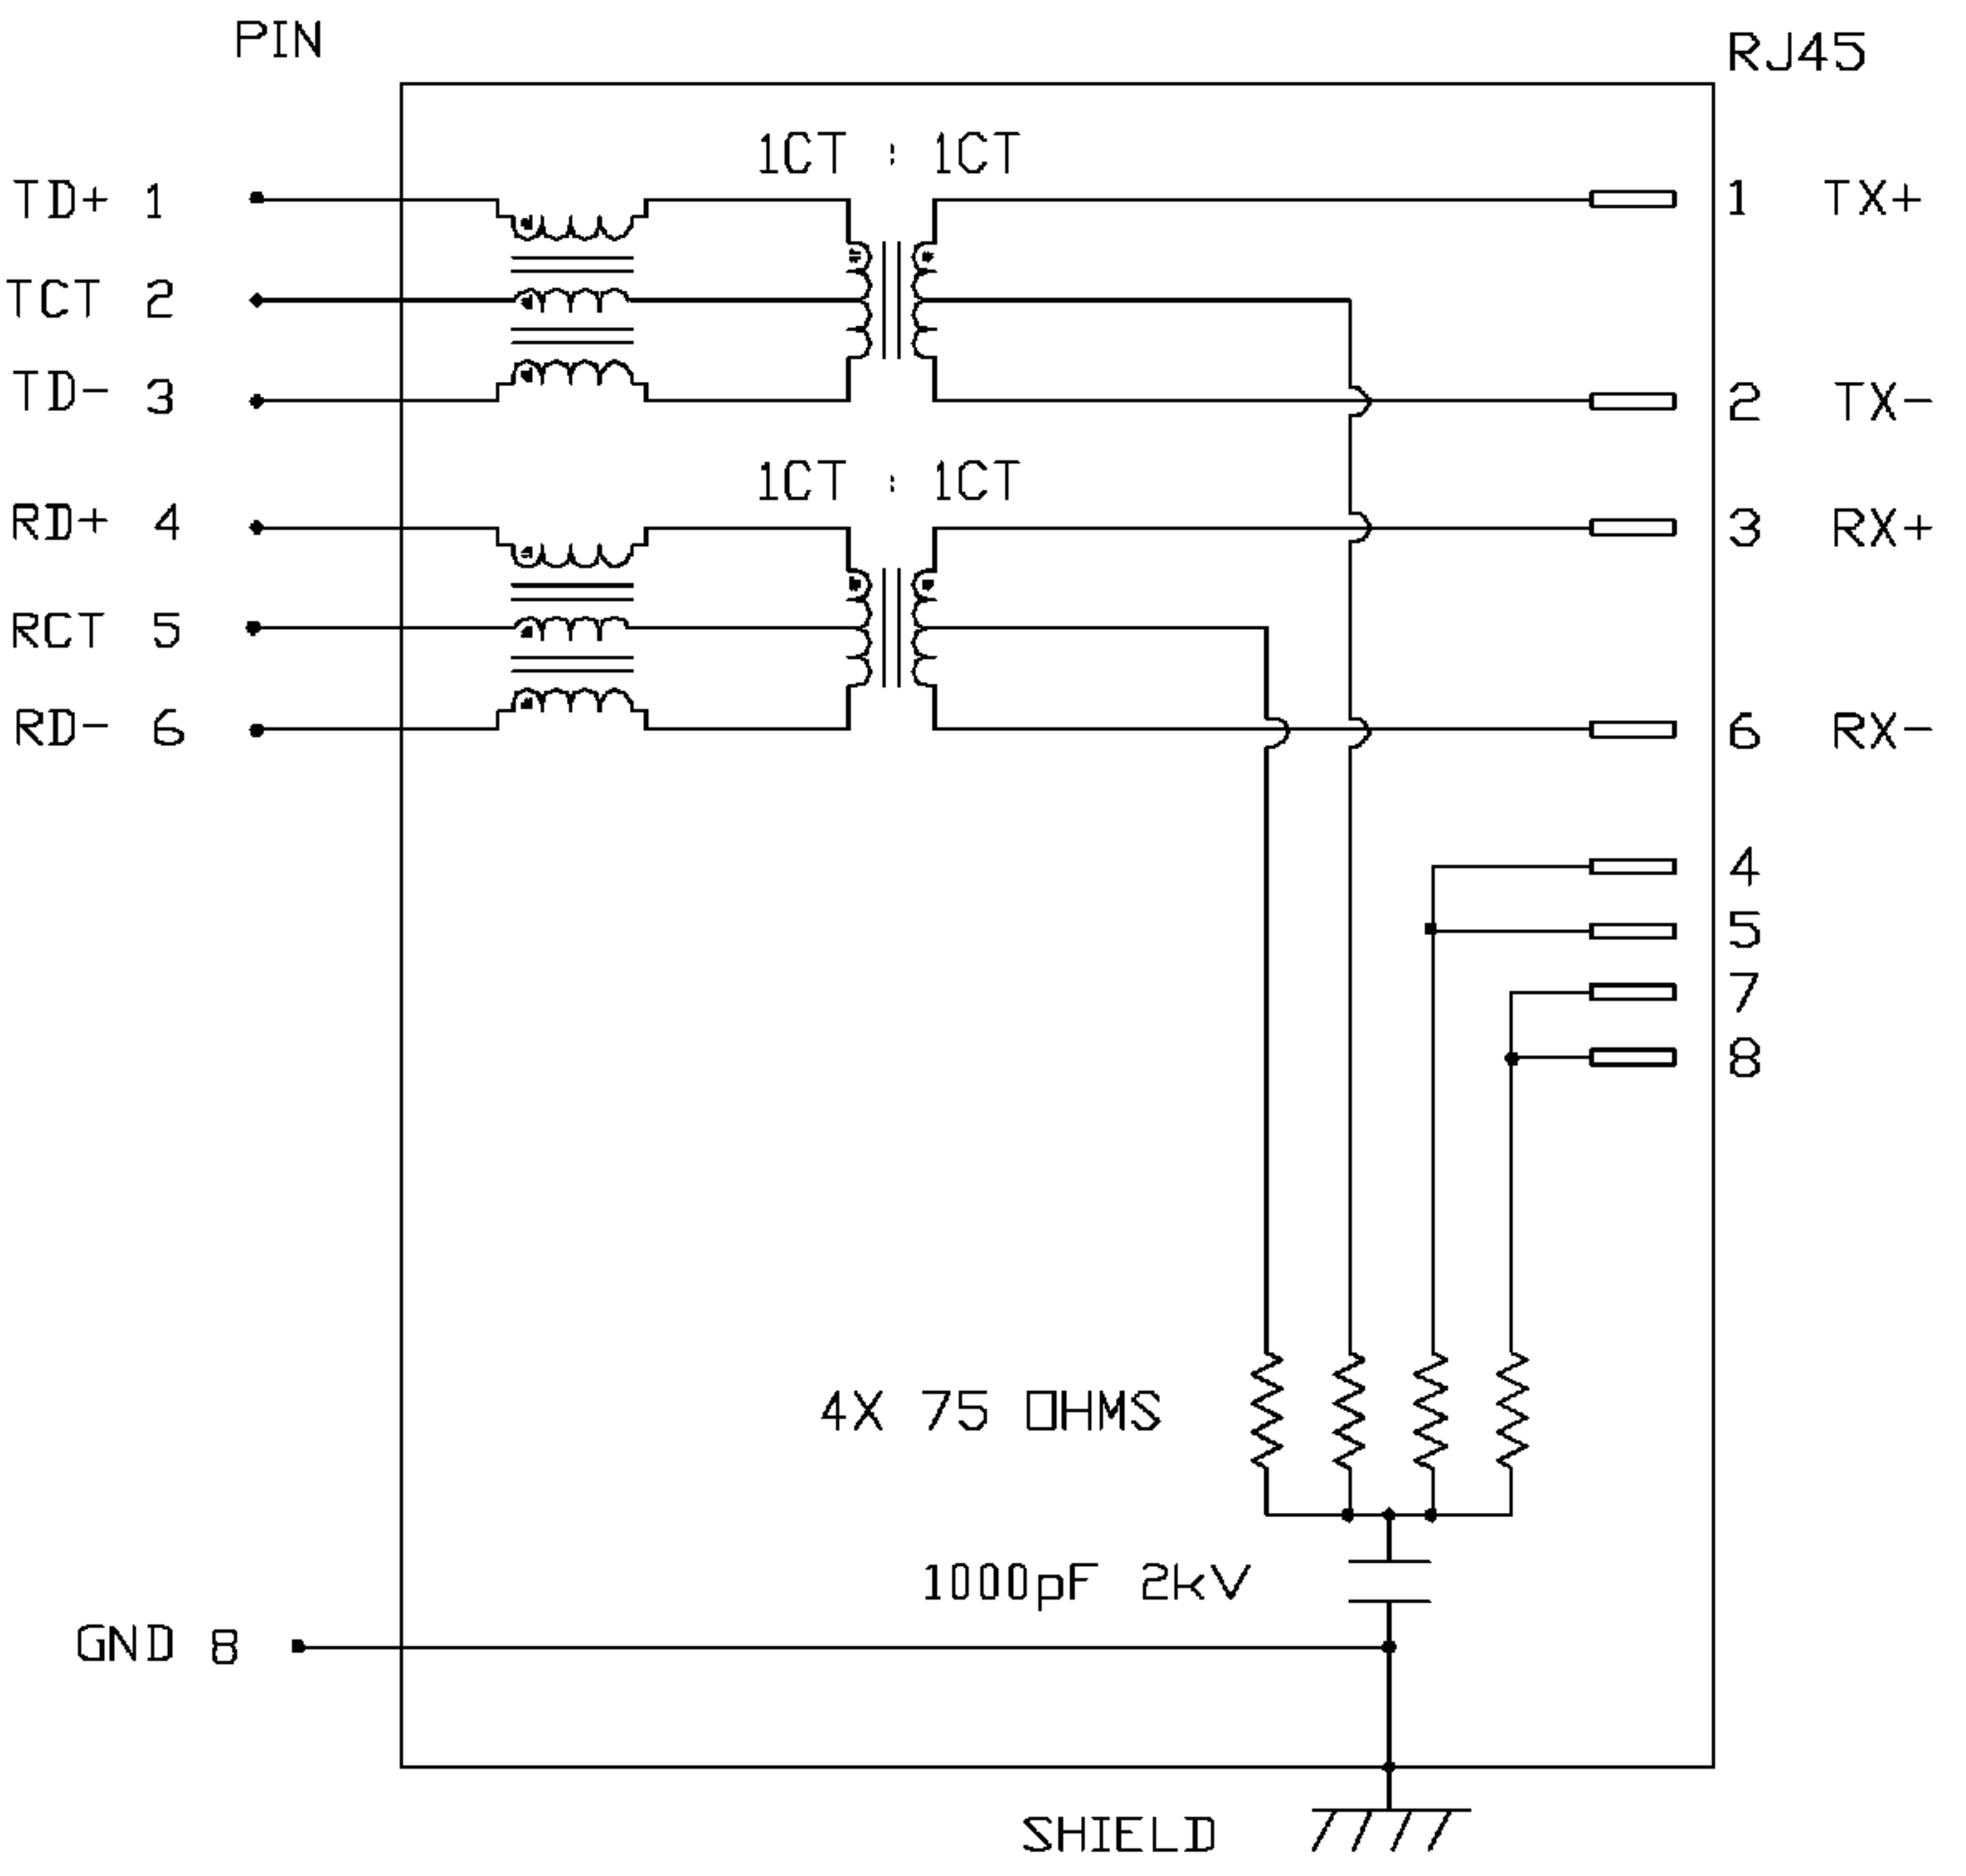 PIN RJ45
1CT : 1CT
TD+ 1 1 TX+
TCT 2
TD- 3 2 TX-
1CT : 1CT
RD+ 4 3 RX+
RCT 5
RD- 6 6 RX-
4
5
7
8
4X 75 OHMS
1000pF 2kV
GND 8
SHIELD